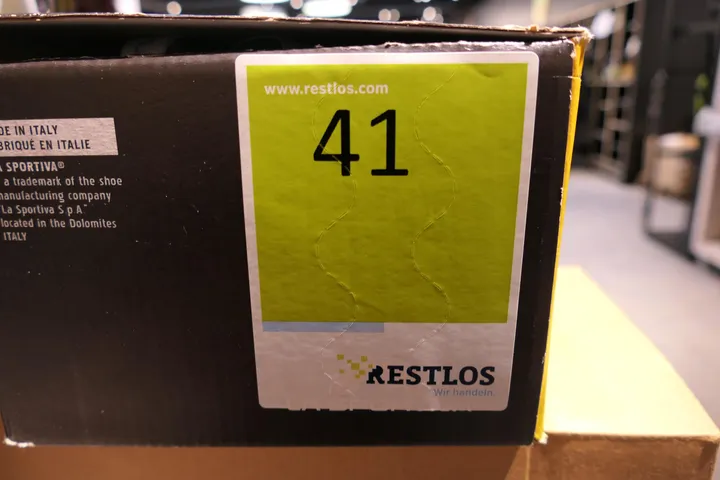 DE IN ITALY
BRIQUÉ EN ITALIE
A SPORTIVA®
a trademark of the shoe
manufacturing company
"La Sportiva S.p.A."
located in the Dolomites
ITALY
www.restlos.com
41
RESTLOS
Wir handeln.